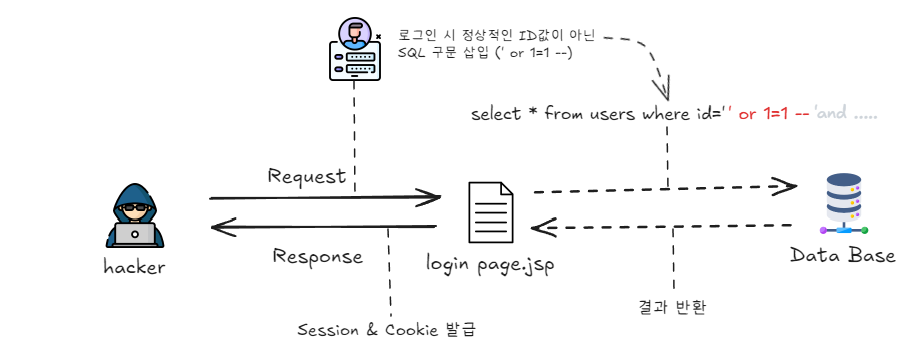 로그인 시 정상적인 ID값이 아닌
SQL 구문 삽입 (' or 1=1 --)
select * from users where id='' or 1=1 -- 'and .....
Request
hacker
Response
login page.jsp
Data Base
결과 반환
Session & Cookie 발급